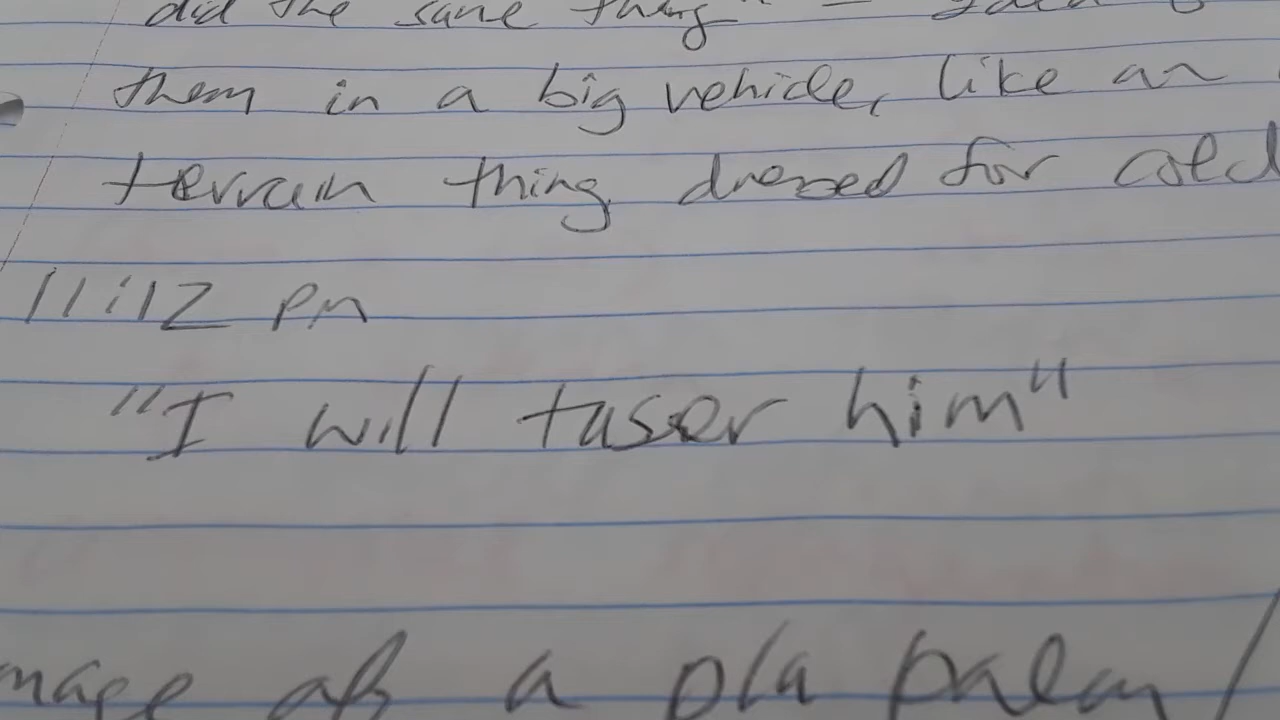 did the same thing" –
them in a big vehicle, like an
terrain thing dressed for cold
11:12 pm
"I will taser him"
of a